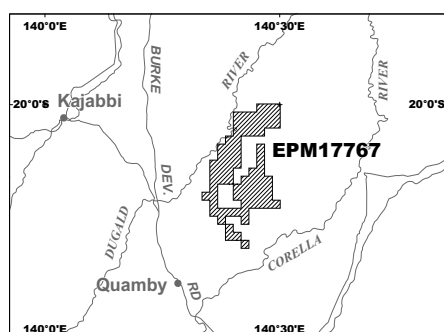 140°0'E
140°30'E
BURKE
RIVER
RIVER
20°0'S
20°0'S
Kajabbi
EPM17767
DEV.
DUGALD
CORELLA
Quamby
RD
140°0'E
140°30'E